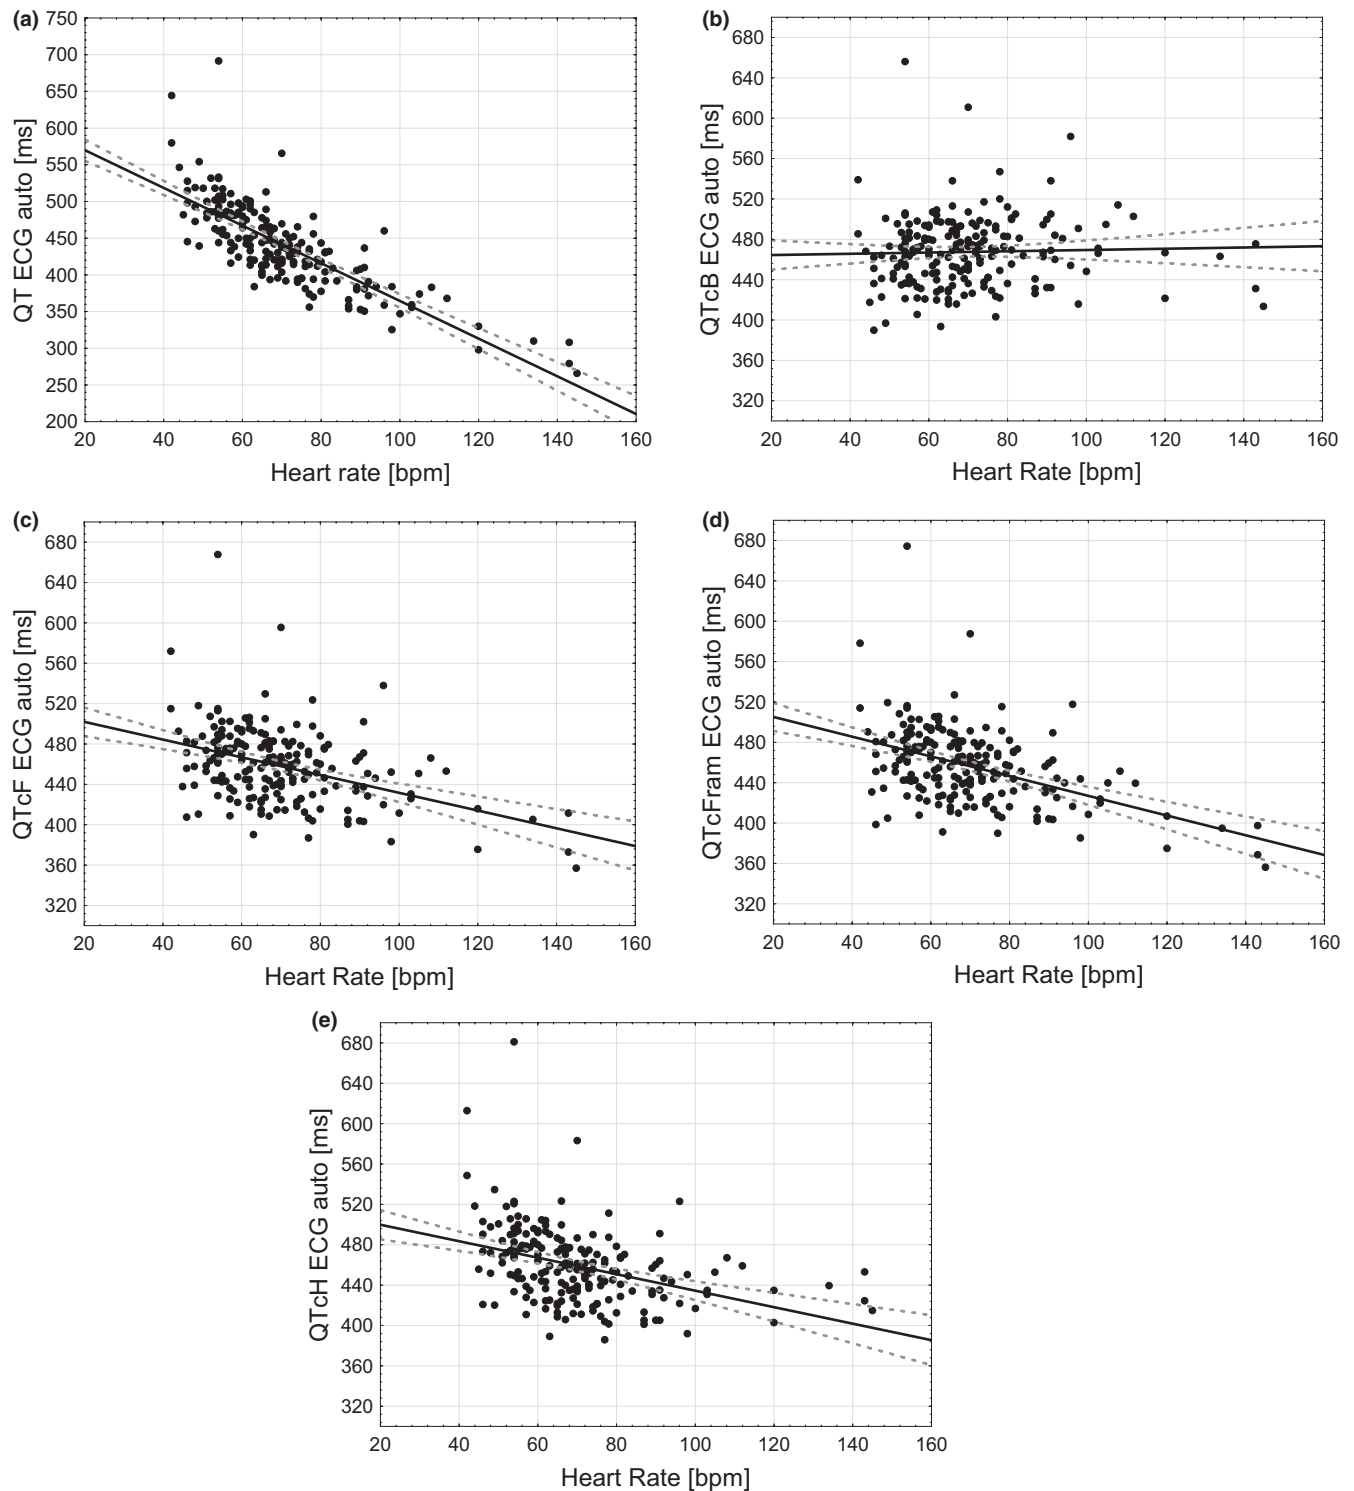 (a)
750
700
650
600
550
500
450
400
350
300
250
200
QT ECG auto [ms]
20 40 60 80 100 120 140 160
Heart rate [bpm]
(b)
680
640
600
560
520
480
440
400
360
320
QTcB ECG auto [ms]
20 40 60 80 100 120 140 160
Heart Rate [bpm]
(c)
680
640
600
560
520
480
440
400
360
320
QTcF ECG auto [ms]
20 40 60 80 100 120 140 160
Heart Rate [bpm]
(d)
680
640
600
560
520
480
440
400
360
320
QTcFram ECG auto [ms]
20 40 60 80 100 120 140 160
Heart Rate [bpm]
(e)
680
640
600
560
520
480
440
400
360
320
QTcH ECG auto [ms]
20 40 60 80 100 120 140 160
Heart Rate [bpm]